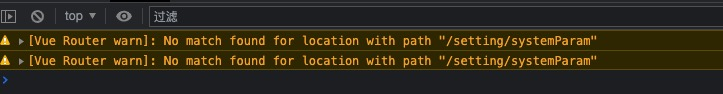 top 过滤
[Vue Router warn]: No match found for location with path "/setting/systemParam"
[Vue Router warn]: No match found for location with path "/setting/systemParam"